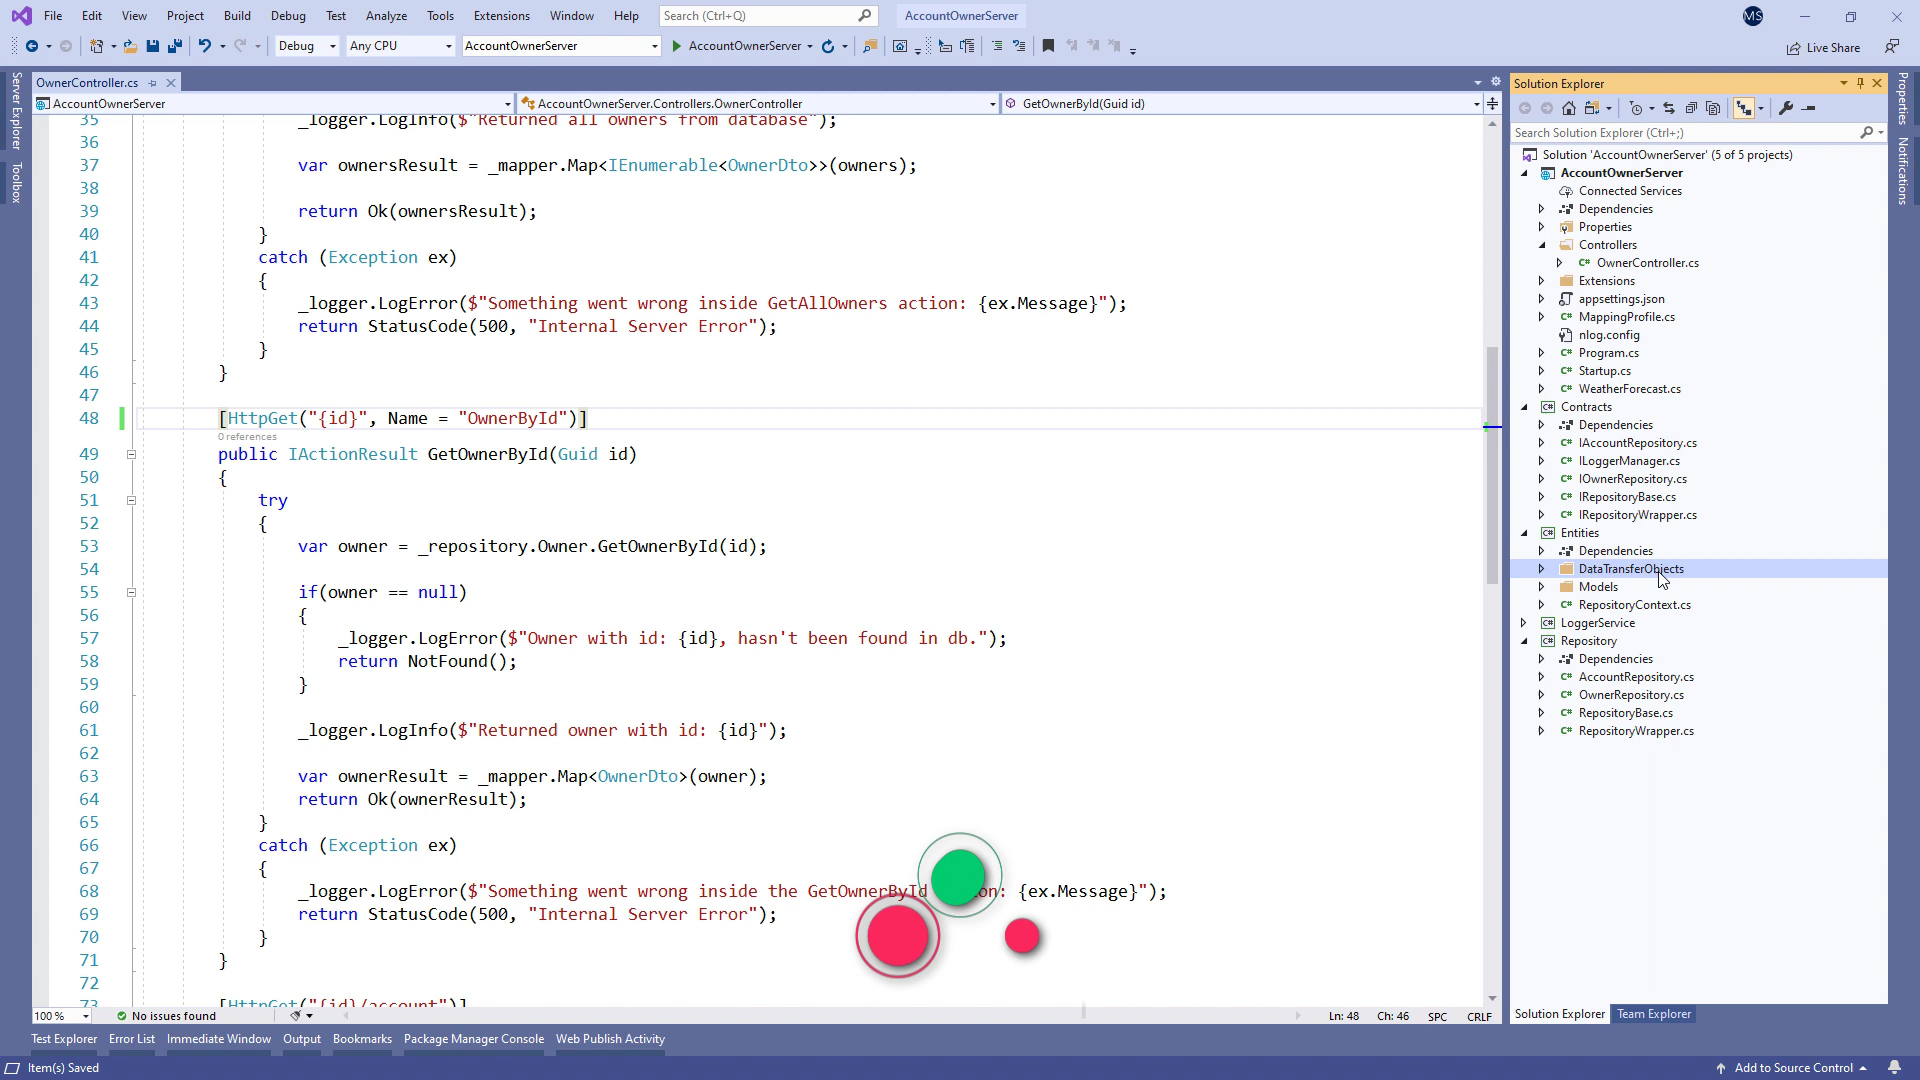 File Edit View Project Build Debug Test Analyze Tools Extensions Window Help Search (Ctrl+Q) AccountOwnerServer MS
Debug Any CPU AccountOwnerServer AccountOwnerServer Live Share
Server Explorer
Toolbox
OwnerController.cs
AccountOwnerServer AccountOwnerServer.Controllers.OwnerController GetOwnerById(Guid id)
35 _logger.LogInfo($"Returned all owners from database");
36
37 var ownersResult = _mapper.Map<IEnumerable<OwnerDto>>(owners);
38
39 return Ok(ownersResult);
40 }
41 catch (Exception ex)
42 {
43 _logger.LogError($"Something went wrong inside GetAllOwners action: {ex.Message}");
44 return StatusCode(500, "Internal Server Error");
45 }
46 }
47
48 [HttpGet("{id}", Name = "OwnerById")]
0 references
49 public IActionResult GetOwnerById(Guid id)
50 {
51 try
52 {
53 var owner = _repository.Owner.GetOwnerById(id);
54
55 if(owner == null)
56 {
57 _logger.LogError($"Owner with id: {id}, hasn't been found in db.");
58 return NotFound();
59 }
60
61 _logger.LogInfo($"Returned owner with id: {id}");
62
63 var ownerResult = _mapper.Map<OwnerDto>(owner);
64 return Ok(ownerResult);
65 }
66 catch (Exception ex)
67 {
68 _logger.LogError($"Something went wrong inside the GetOwnerById on: {ex.Message}");
69 return StatusCode(500, "Internal Server Error");
70 }
71 }
72
73 [HttpGet("{id}/account")]
100 % No issues found Ln: 48 Ch: 46 SPC CRLF
Solution Explorer
Search Solution Explorer (Ctrl+;)
Solution 'AccountOwnerServer' (5 of 5 projects)
AccountOwnerServer
Connected Services
Dependencies
Properties
Controllers
C# OwnerController.cs
Extensions
appsettings.json
C# MappingProfile.cs
nlog.config
C# Program.cs
C# Startup.cs
C# WeatherForecast.cs
C# Contracts
Dependencies
C# IAccountRepository.cs
C# ILoggerManager.cs
C# IOwnerRepository.cs
C# IRepositoryBase.cs
C# IRepositoryWrapper.cs
C# Entities
Dependencies
DataTransferObjects
Models
C# RepositoryContext.cs
C# LoggerService
C# Repository
Dependencies
C# AccountRepository.cs
C# OwnerRepository.cs
C# RepositoryBase.cs
C# RepositoryWrapper.cs
Solution Explorer Team Explorer
Properties
Notifications
Test Explorer Error List Immediate Window Output Bookmarks Package Manager Console Web Publish Activity
Item(s) Saved Add to Source Control